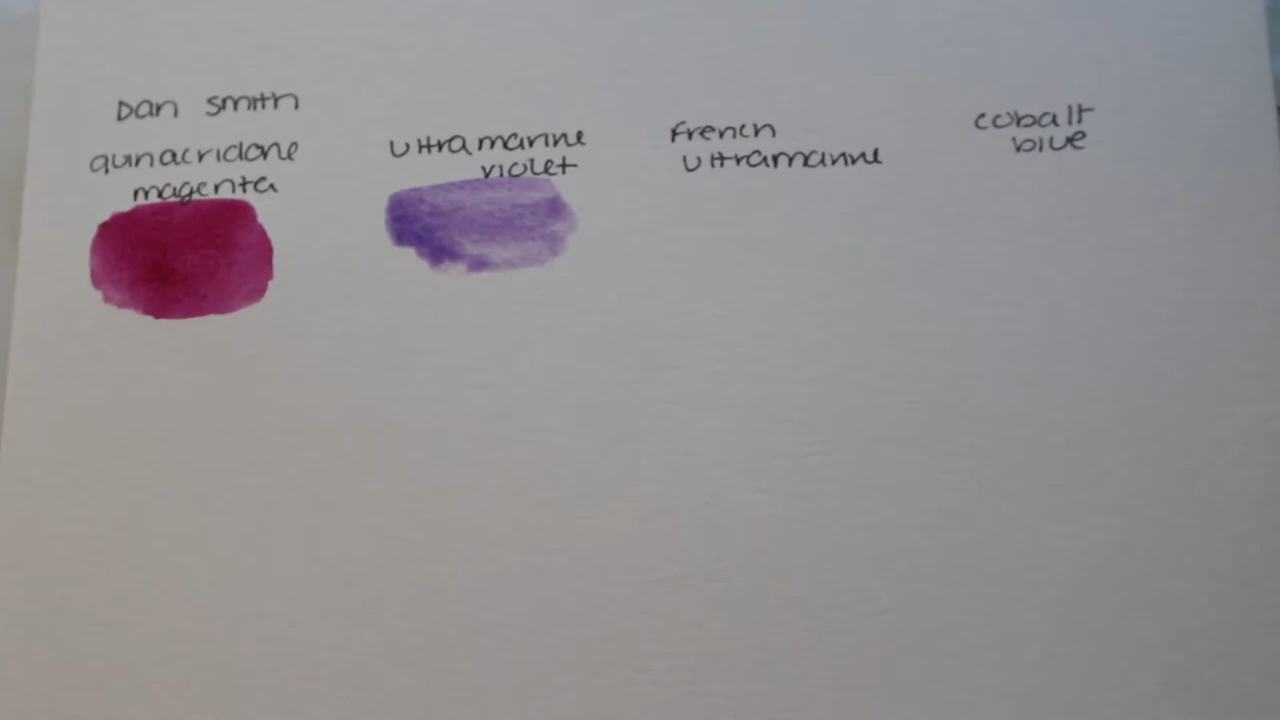 Dan Smith
quinacridone
magenta
ultramarine
violet
French
ultramarine
cobalt
blue